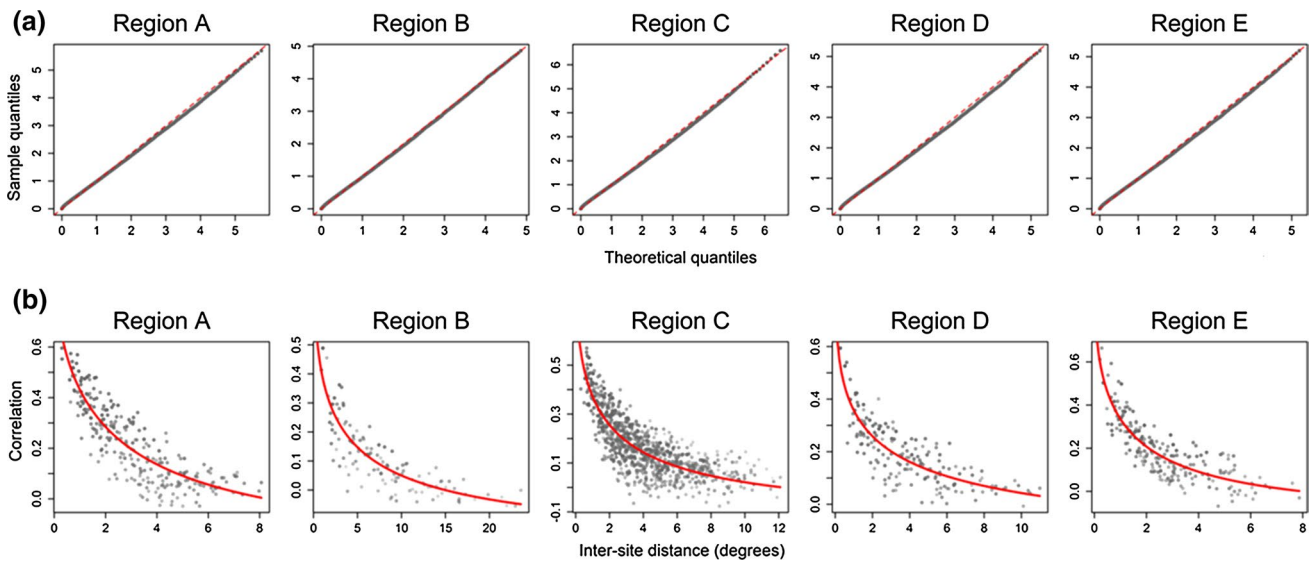 (a)
Region A Region B Region C Region D Region E
Sample quantiles
5 4 3 2 1 0
0 1 2 3 4 5
5 4 3 2 1 0
0 1 2 3 4 5
6 5 4 3 2 1 0
0 1 2 3 4 5 6
5 4 3 2 1 0
0 1 2 3 4 5
5 4 3 2 1 0
0 1 2 3 4 5
Theoretical quantiles
(b)
Region A Region B Region C Region D Region E
Correlation
0.6 0.4 0.2 0.0
0 2 4 6 8
0.5 0.4 0.3 0.2 0.1 0.0
0 5 10 15 20
0.5 0.3 0.1 -0.1
0 2 4 6 8 10 12
0.6 0.4 0.2 0.0
0 2 4 6 8 10
0.6 0.4 0.2 0.0
0 2 4 6 8
Inter-site distance (degrees)